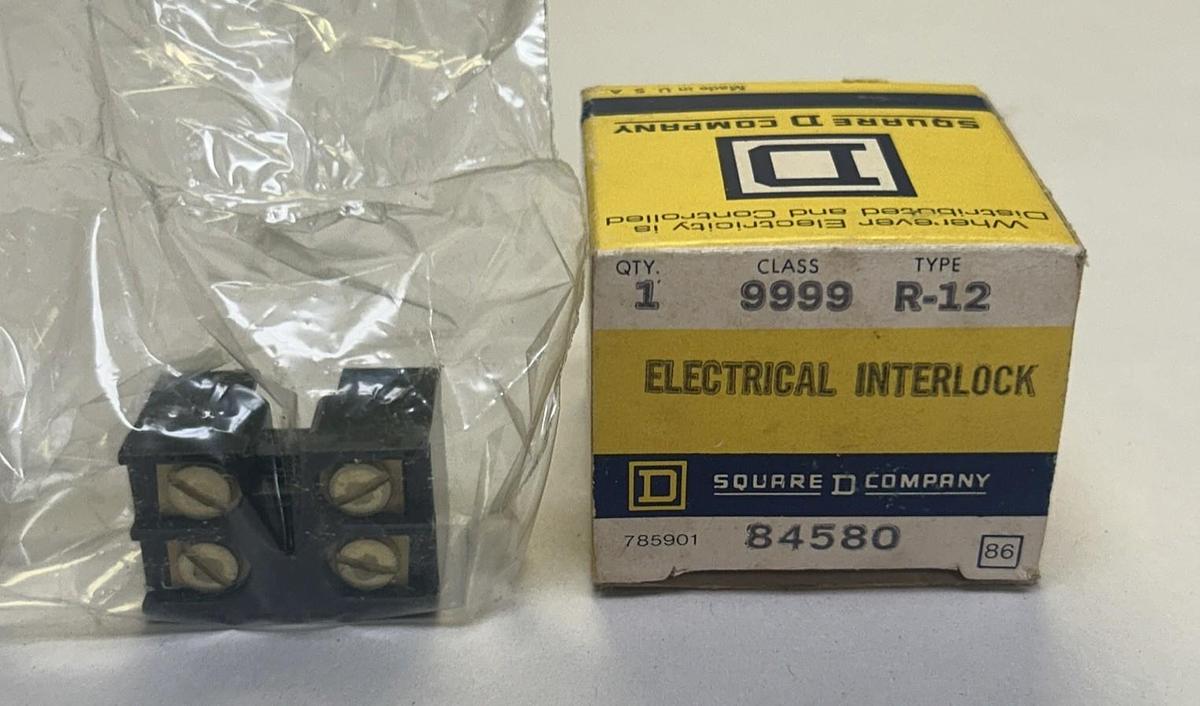 Made in U. S. A.
SQUARE D COMPANY
D
Wherever Electricity is
Distributed and Controlled
QTY. CLASS TYPE
1 9999 R-12
ELECTRICAL INTERLOCK
D SQUARE D COMPANY
785901 84580 86